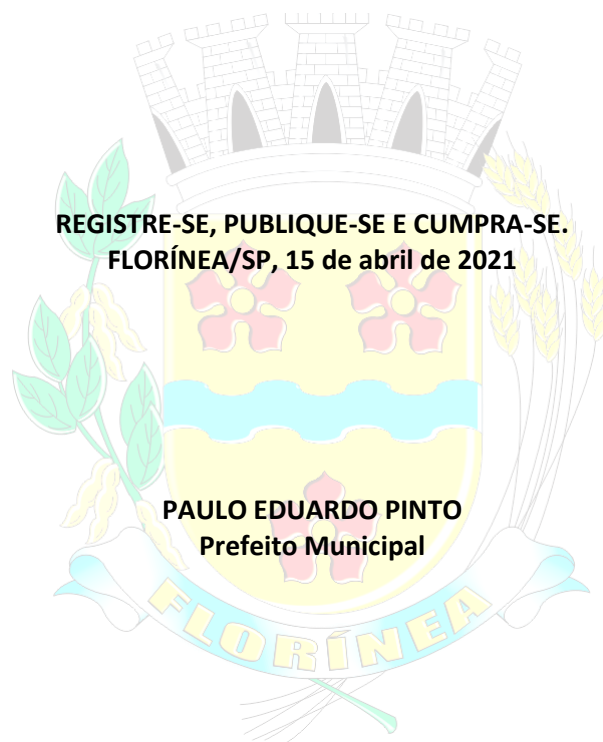 REGISTRE-SE, PUBLIQUE-SE E CUMPRA-SE.
FLORÍNEA/SP, 15 de abril de 2021
PAULO EDUARDO PINTO
Prefeito Municipal
FLORÍNEA